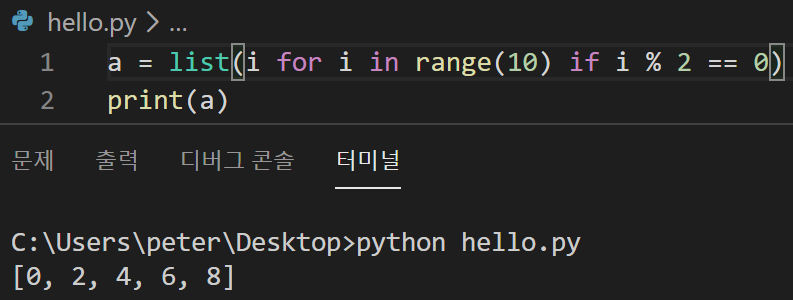 hello.py > ...
1 a = list(i for i in range(10) if i % 2 == 0)
2 print(a)
문제 출력 디버그 콘솔 터미널
C:\Users\peter\Desktop>python hello.py
[0, 2, 4, 6, 8]